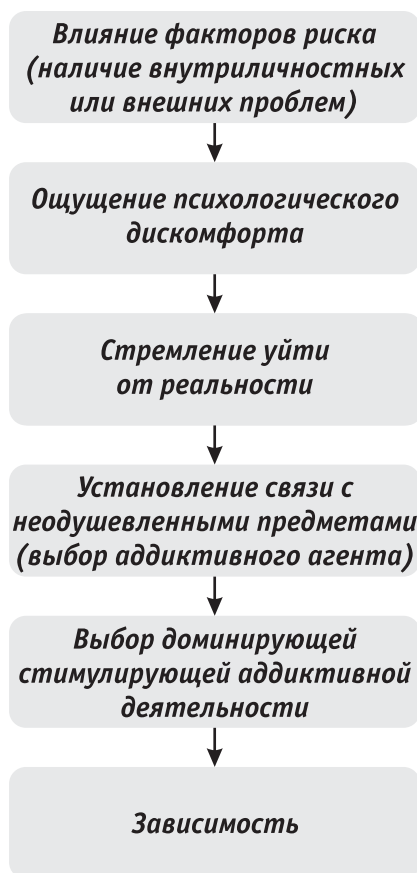 Влияние факторов риска
(наличие внутриличностных
или внешних проблем)
Ощущение психологического
дискомфорта
Стремление уйти
от реальности
Установление связи с
неодушевленными предметами
(выбор аддиктивного агента)
Выбор доминирующей
стимулирующей аддиктивной
деятельности
Зависимость